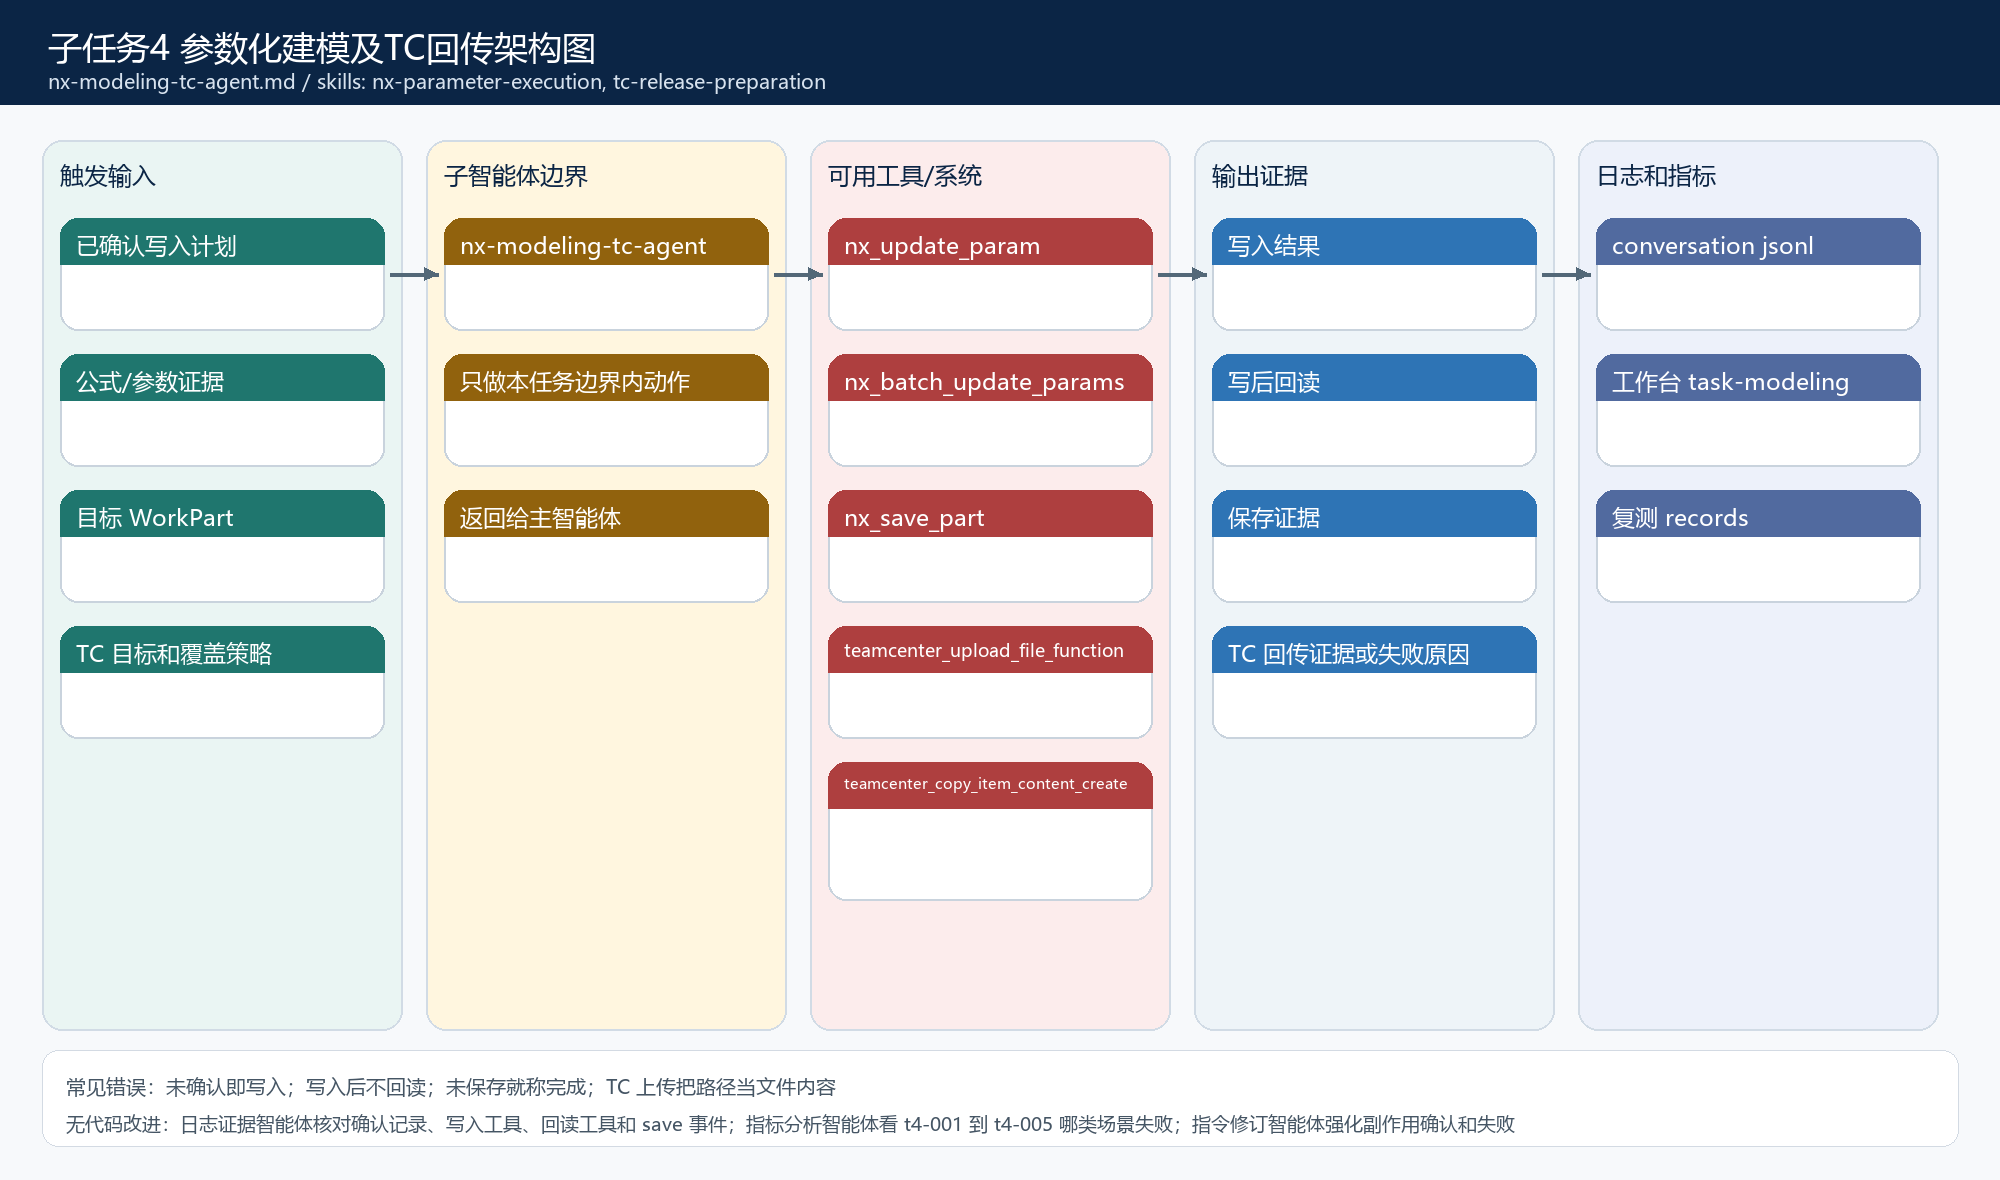 子任务4 参数化建模及TC回传架构图
nx-modeling-tc-agent.md / skills: nx-parameter-execution, tc-release-preparation
触发输入
已确认写入计划
公式/参数证据
目标 WorkPart
TC 目标和覆盖策略
子智能体边界
nx-modeling-tc-agent
只做本任务边界内动作
返回给主智能体
可用工具/系统
nx_update_param
nx_batch_update_params
nx_save_part
teamcenter_upload_file_function
teamcenter_copy_item_content_create
输出证据
写入结果
写后回读
保存证据
TC 回传证据或失败原因
日志和指标
conversation jsonl
工作台 task-modeling
复测 records
常见错误：未确认即写入；写入后不回读；未保存就称完成；TC 上传把路径当文件内容
无代码改进：日志证据智能体核对确认记录、写入工具、回读工具和 save 事件；指标分析智能体看 t4-001 到 t4-005 哪类场景失败；指令修订智能体强化副作用确认和失败